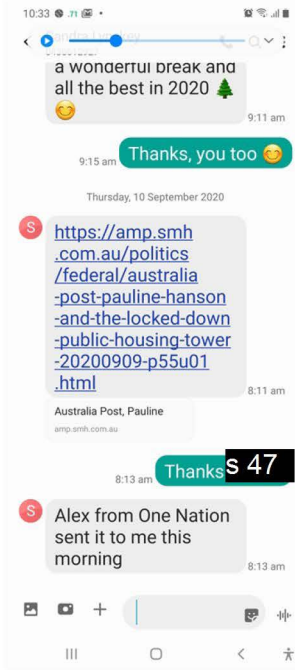 10:33
.71
a wonderful break and
all the best in 2020 🎄
😊
9:11 am
Thanks, you too 😊
9:15 am
Thursday, 10 September 2020
S
https://amp.smh
.com.au/politics
/federal/australia
-post-pauline-hanson
-and-the-locked-down
-public-housing-tower
-20200909-p55u01
.html
8:11 am
Australia Post, Pauline
amp.smh.com.au
Thanks
s 47
8:13 am
S
Alex from One Nation
sent it to me this
morning
8:13 am